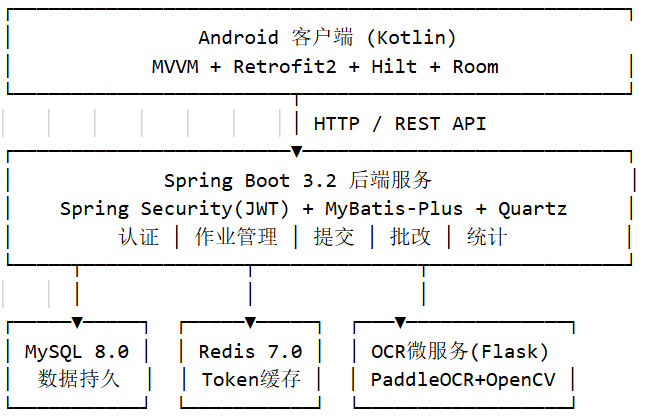 Android 客户端 (Kotlin)
MVVM + Retrofit2 + Hilt + Room
HTTP / REST API
Spring Boot 3.2 后端服务
Spring Security(JWT) + MyBatis-Plus + Quartz
认证 │ 作业管理 │ 提交 │ 批改 │ 统计
MySQL 8.0
数据持久
Redis 7.0
Token缓存
OCR微服务(Flask)
PaddleOCR+OpenCV